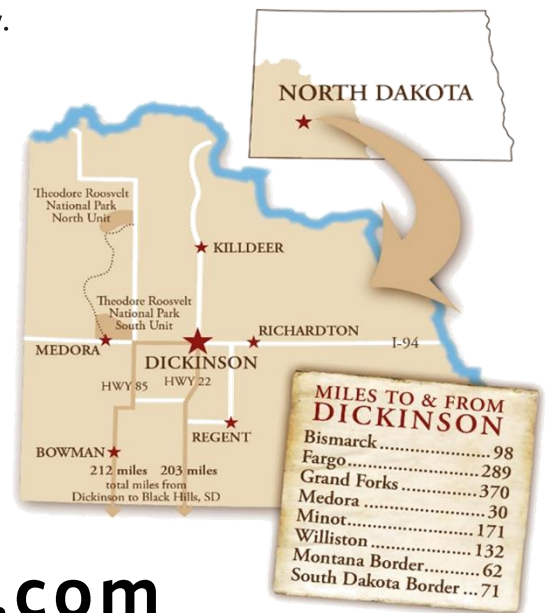 NORTH DAKOTA
Theodore Roosvelt
National Park
North Unit
KILLDEER
Theodore Roosvelt
National Park
South Unit
MEDORA
DICKINSON
RICHARDTON
I-94
HWY 85
HWY 22
REGENT
BOWMAN
212 miles 203 miles
total miles from
Dickinson to Black Hills, SD
MILES TO & FROM
DICKINSON
Bismarck....................98
Fargo....................289
Grand Forks...............370
Medora....................30
Minot....................171
Williston..................132
Montana Border...........62
South Dakota Border ...71
.com